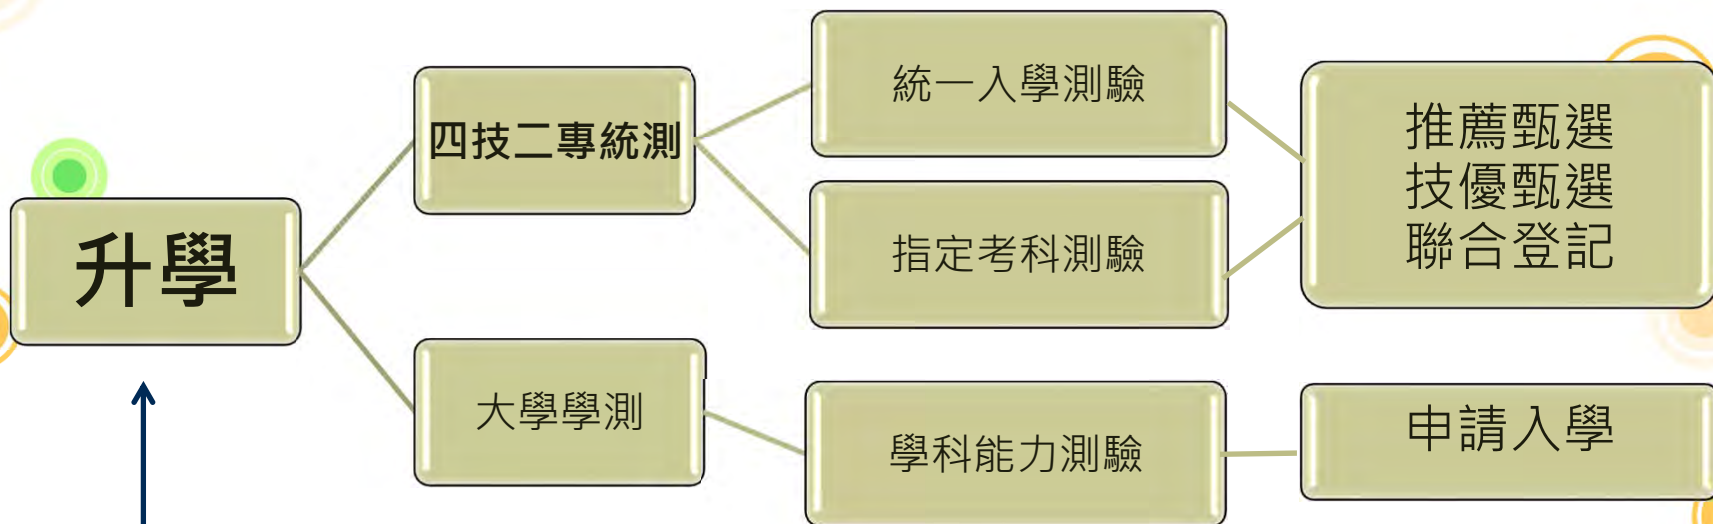 升學
四技二專統測
統一入學測驗
指定考科測驗
推薦甄選
技優甄選
聯合登記
大學學測
學科能力測驗
申請入學